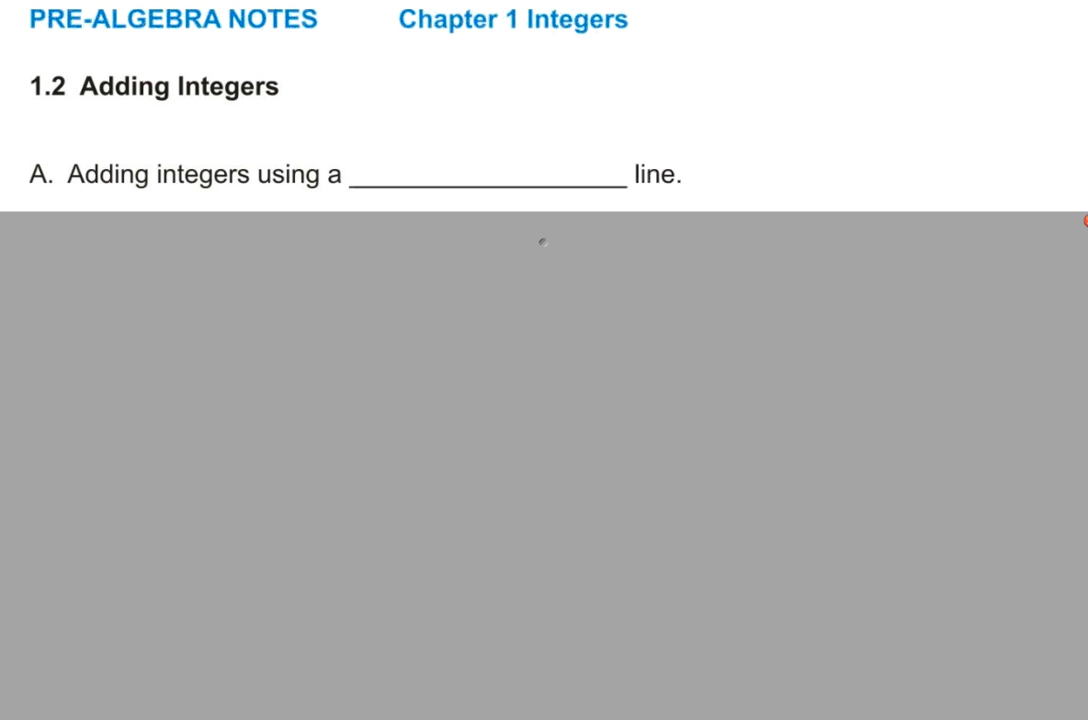 PRE-ALGEBRA NOTES Chapter 1 Integers
1.2 Adding Integers
A. Adding integers using a ____________________ line.